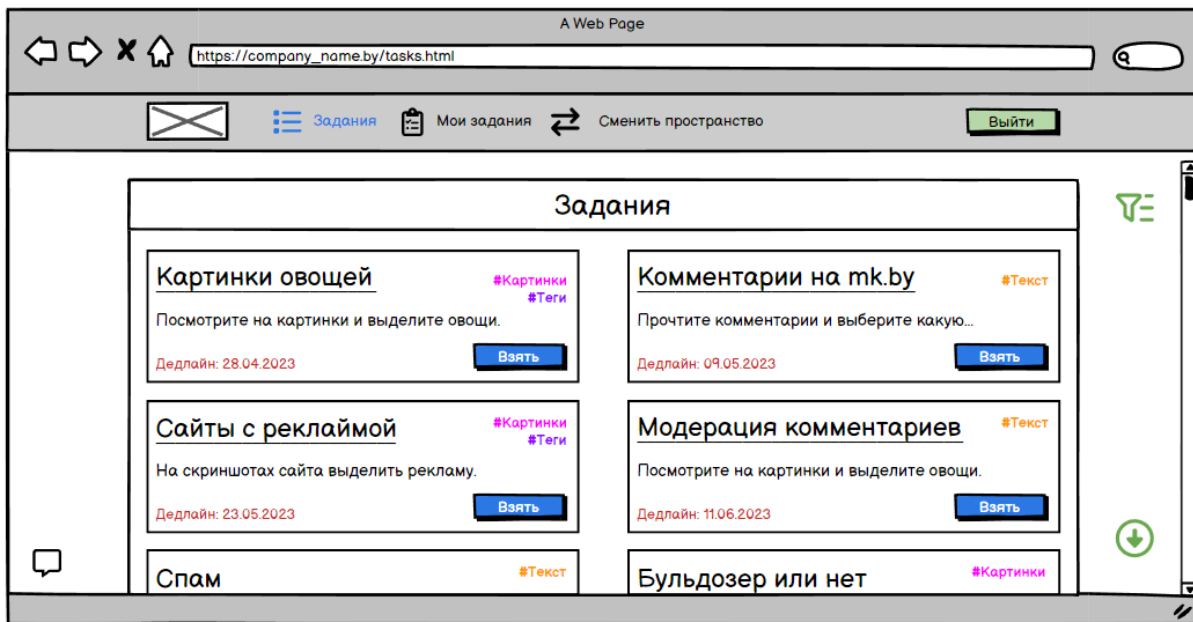 A Web Page
https://company_name.by/tasks.html
Задания
Мои задания
Сменить пространство
Выйти
Задания
Картинки овощей
#Картинки
#Теги
Посмотрите на картинки и выделите овощи.
Дедлайн: 28.04.2023
Взять
Комментарии на mk.by
#Текст
Прочтите комментарии и выберите какую...
Дедлайн: 09.05.2023
Взять
Сайты с реклаймой
#Картинки
#Теги
На скриншотах сайта выделить рекламу.
Дедлайн: 23.05.2023
Взять
Модерация комментариев
#Текст
Посмотрите на картинки и выделите овощи.
Дедлайн: 11.06.2023
Взять
Спам
#Текст
Бульдозер или нет
#Картинки